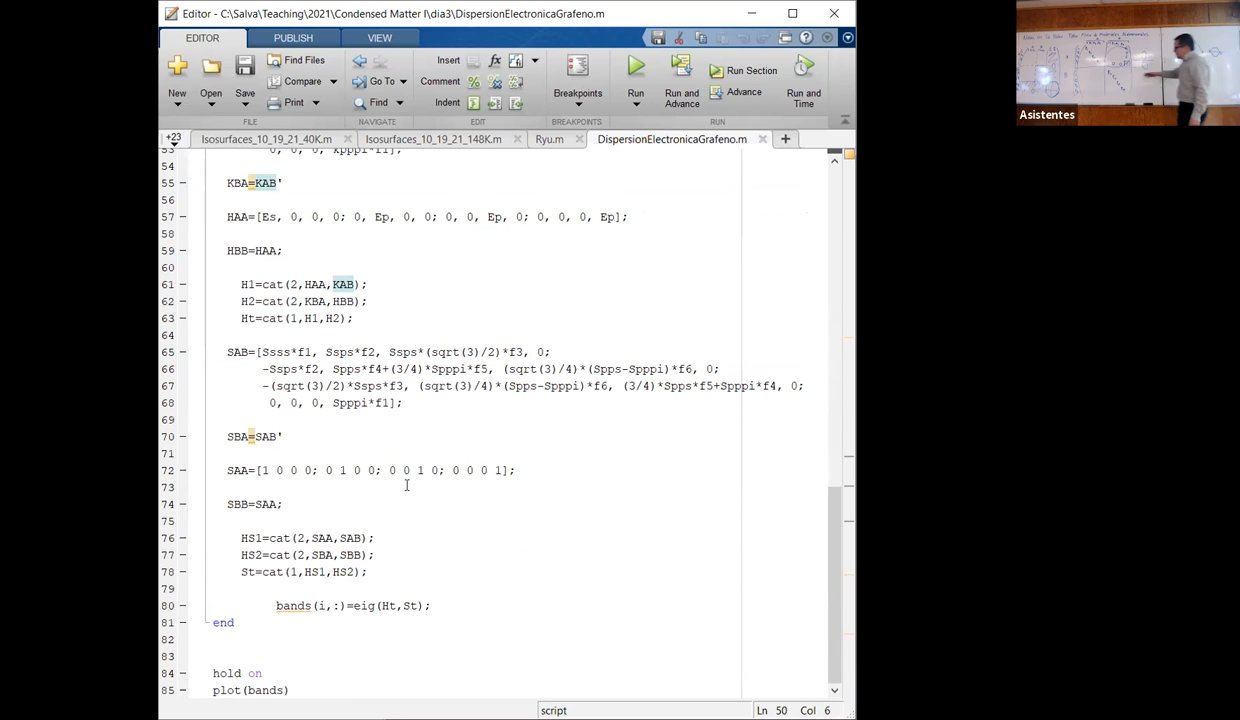 Editor - C:\Salva\Teaching\2021\Condensed Matter I\dia3\DispersionElectronicaGrafeno.m
EDITOR PUBLISH VIEW
New Open Save Find Files Compare Print
Go To Find
Insert fx
Comment
Indent
Breakpoints
Run Run and Advance Run Section Advance Run and Time
FILE NAVIGATE EDIT BREAKPOINTS RUN
+23 Isosurfaces_10_19_21_40K.m Isosurfaces_10_19_21_148K.m Ryu.m DispersionElectronicaGrafeno.m
53 0, 0, 0, kpppi*f1];
54
55 KBA=KAB'
56
57 HAA=[Es, 0, 0, 0; 0, Ep, 0, 0; 0, 0, Ep, 0; 0, 0, 0, Ep];
58
59 HBB=HAA;
60
61 H1=cat(2,HAA,KAB);
62 H2=cat(2,KBA,HBB);
63 Ht=cat(1,H1,H2);
64
65 SAB=[Ssss*f1, Ssps*f2, Ssps*(sqrt(3)/2)*f3, 0;
66 -Ssps*f2, Spps*f4+(3/4)*Spppi*f5, (sqrt(3)/4)*(Spps-Spppi)*f6, 0;
67 -(sqrt(3)/2)*Ssps*f3, (sqrt(3)/4)*(Spps-Spppi)*f6, (3/4)*Spps*f5+Spppi*f4, 0;
68 0, 0, 0, Spppi*f1];
69
70 SBA=SAB'
71
72 SAA=[1 0 0 0; 0 1 0 0; 0 0 1 0; 0 0 0 1];
73
74 SBB=SAA;
75
76 HS1=cat(2,SAA,SAB);
77 HS2=cat(2,SBA,SBB);
78 St=cat(1,HS1,HS2);
79
80 bands(i,:)=eig(Ht,St);
81 end
82
83
84 hold on
85 plot(bands)
script Ln 50 Col 6
Asistentes